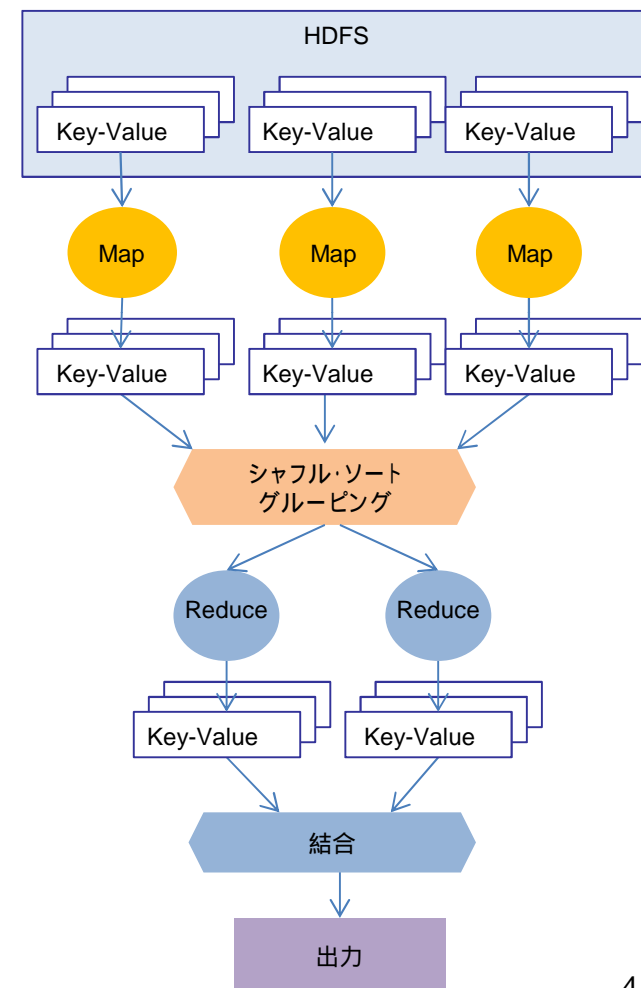 HDFS
Key-Value Key-Value Key-Value
Map Map Map
Key-Value Key-Value Key-Value
シャフル・ソート
グルーピング
Reduce Reduce
Key-Value Key-Value
結合
出力
4